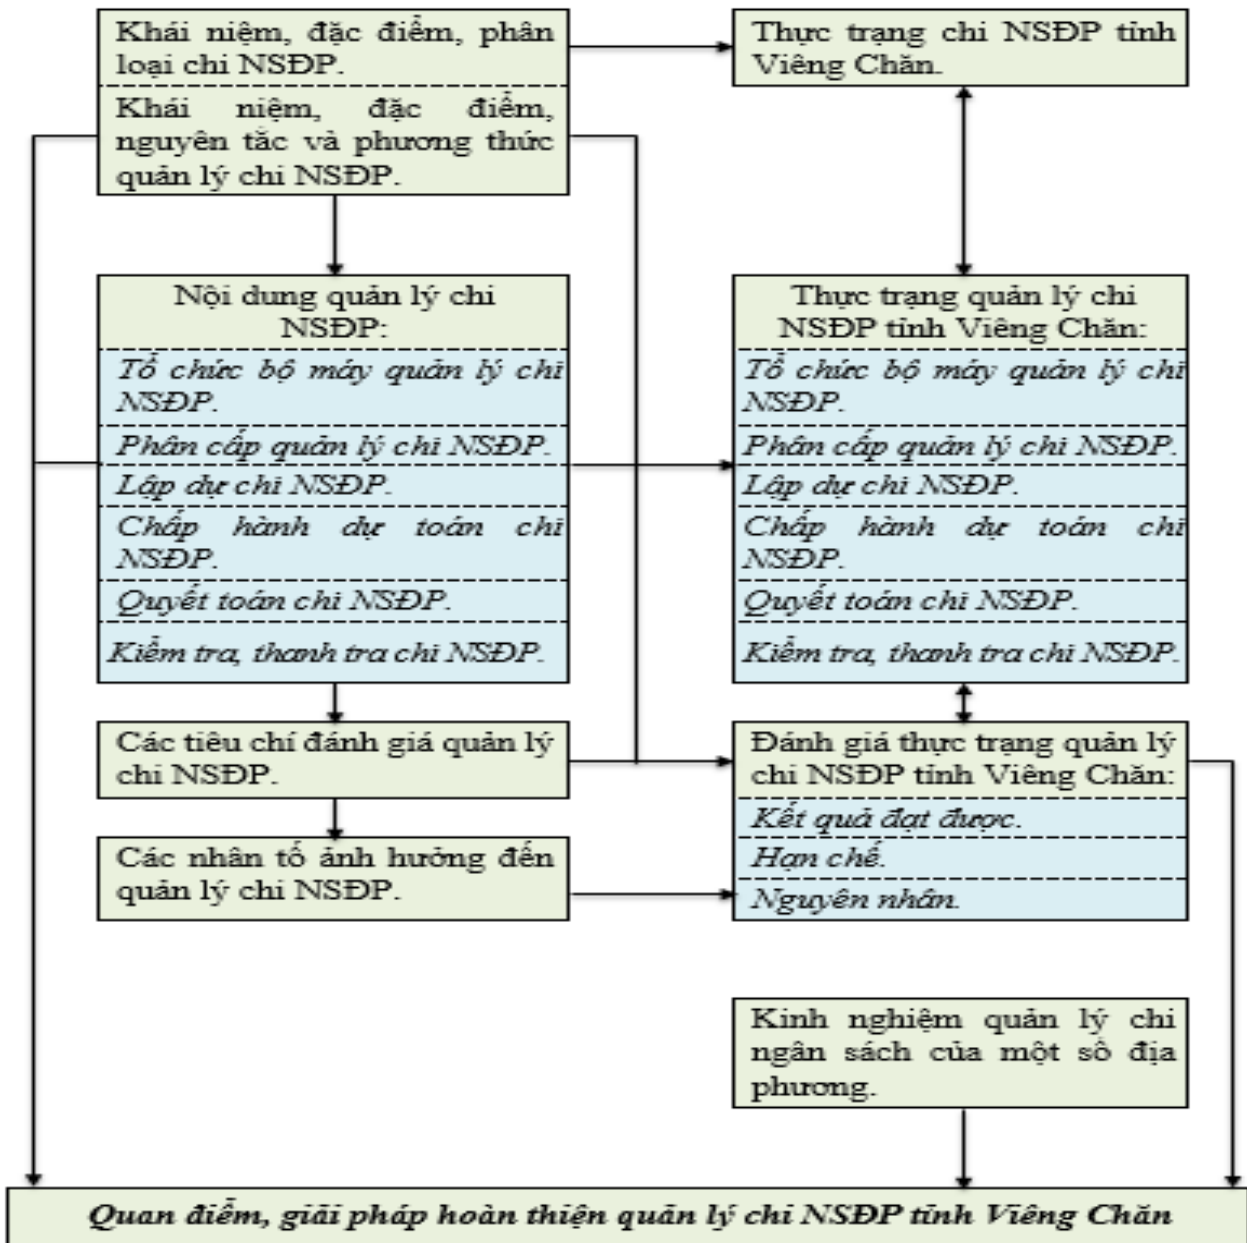 Khái niệm, đặc điểm, phân
loại chi NSĐP.
Khái niệm, đặc điểm,
nguyên tắc và phương thức
quản lý chi NSĐP.
Thực trạng chi NSĐP tỉnh
Viêng Chăn.
Nội dung quản lý chi
NSĐP:
Tổ chức bộ máy quản lý chi
NSĐP.
Phân cấp quản lý chi NSĐP.
Lập dự chi NSĐP.
Chấp hành dự toán chi
NSĐP.
Quyết toán chi NSĐP.
Kiểm tra, thanh tra chi NSĐP.
Thực trạng quản lý chi
NSĐP tỉnh Viêng Chăn:
Tổ chức bộ máy quản lý chi
NSĐP.
Phân cấp quản lý chi NSĐP.
Lập dự chi NSĐP.
Chấp hành dự toán chi
NSĐP.
Quyết toán chi NSĐP.
Kiểm tra, thanh tra chi NSĐP.
Các tiêu chí đánh giá quản lý
chi NSĐP.
Các nhân tố ảnh hưởng đến
quản lý chi NSĐP.
Đánh giá thực trạng quản lý
chi NSĐP tỉnh Viêng Chăn:
Kết quả đạt được.
Hạn chế.
Nguyên nhân.
Kinh nghiệm quản lý chi
ngân sách của một số địa
phương.
Quan điểm, giải pháp hoàn thiện quản lý chi NSĐP tỉnh Viêng Chăn